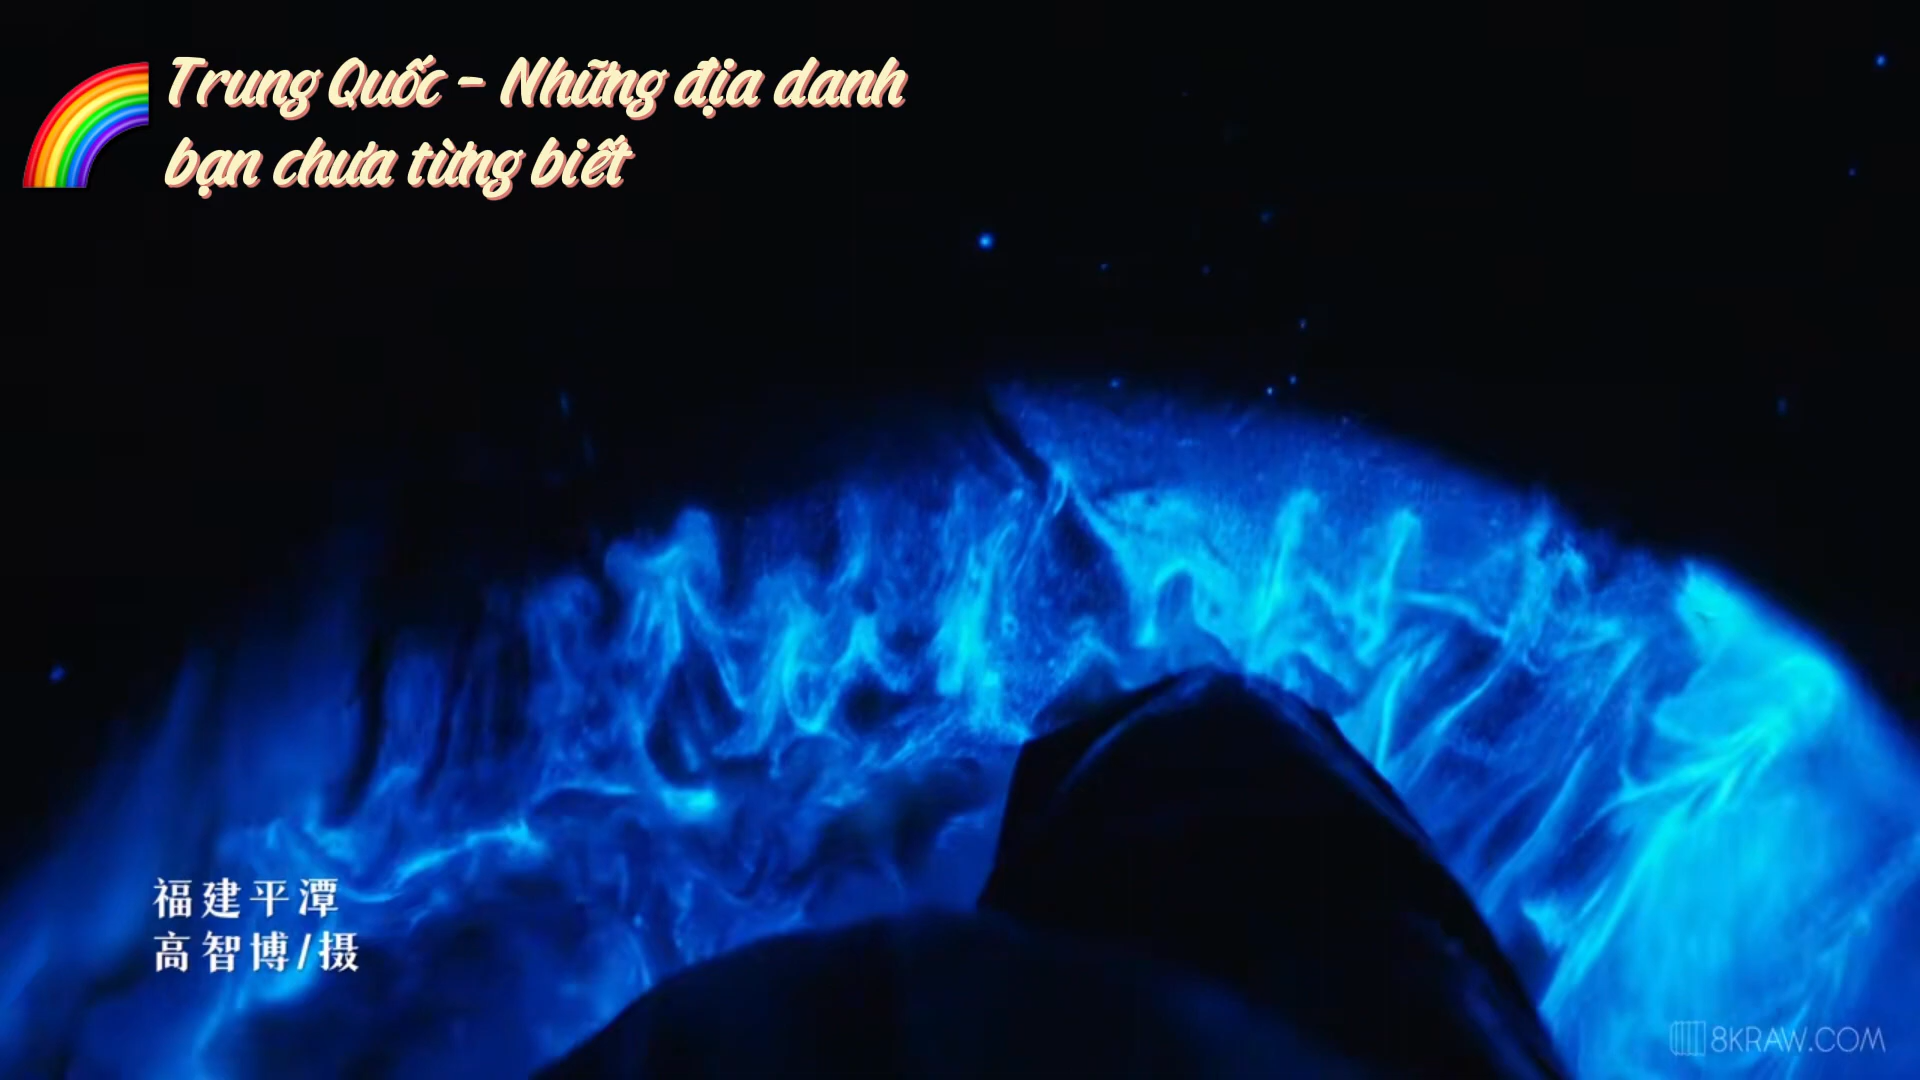 Trung Quốc - Những địa danh
bạn chưa từng biết
福建平潭
高智博/摄
8KRAW.COM